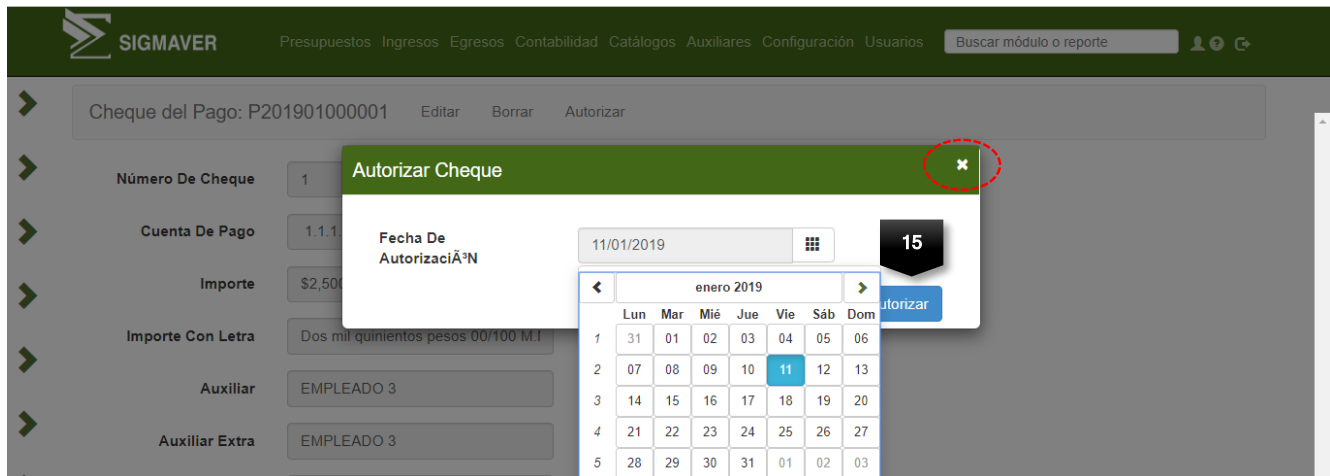 SIGMAVER
Presupuestos Ingresos Egresos Contabilidad Catálogos Auxiliares Configuración Usuarios Buscar módulo o reporte
Cheque del Pago: P201901000001 Editar Borrar Autorizar
Autorizar Cheque
Número De Cheque 1
Cuenta De Pago 1.1.1.
Fecha De
AutorizaciÃ³N
11/01/2019
15
Importe $2,500
utorizar
Importe Con Letra Dos mil quinientos pesos 00/100 M.
Auxiliar EMPLEADO 3
Auxiliar Extra EMPLEADO 3
enero 2019
Lun Mar Mié Jue Vie Sáb Dom
1 31 01 02 03 04 05 06
2 07 08 09 10 11 12 13
3 14 15 16 17 18 19 20
4 21 22 23 24 25 26 27
5 28 29 30 31 01 02 03